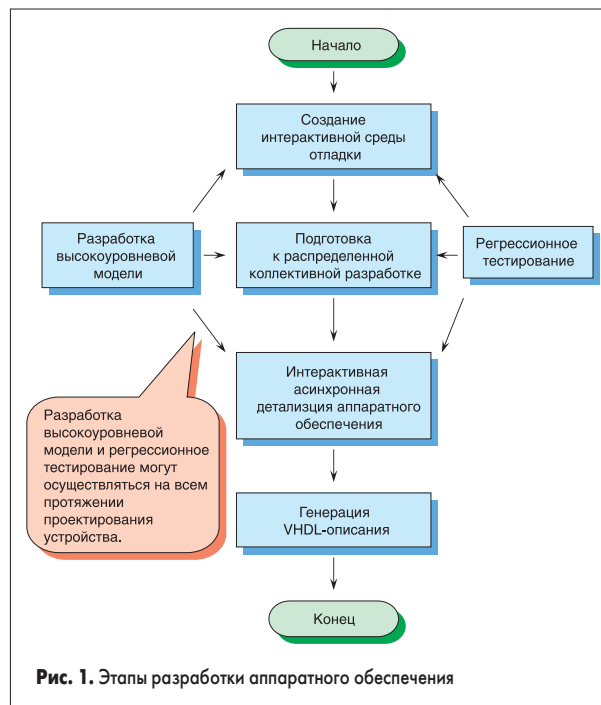 Начало
Создание
интерактивной среды
отладки
Разработка
высокоуровневой
модели
Подготовка
к распределенной
коллективной разработке
Регрессионное
тестирование
Интерактивная
асинхронная
детализция аппаратного
обеспечения
Разработка
высокоуровневой
модели и регрессионное
тестирование могут
осуществляться на всем
протяжении
проектирования
устройства.
Генерация
VHDL-описания
Конец
Рис. 1. Этапы разработки аппаратного обеспечения